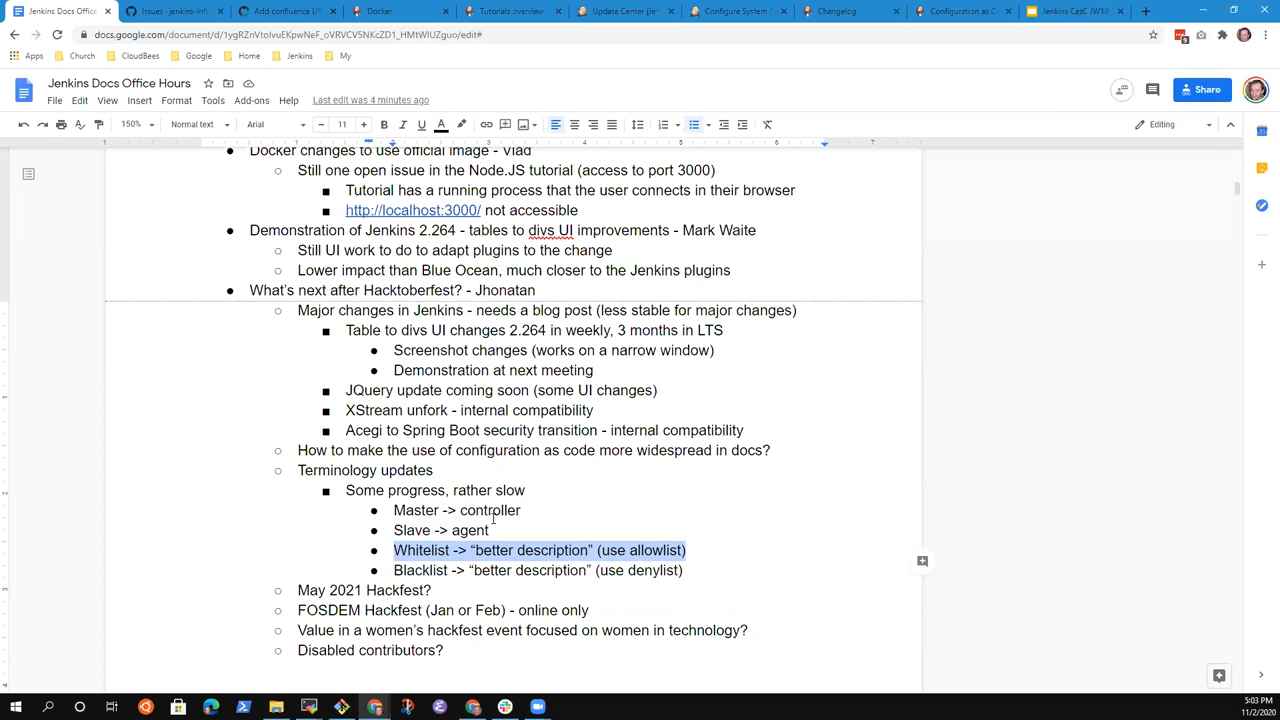 Jenkins Docs Office
Issues - jenkins-inf
Add confluence UR
Docker
Tutorials overview
Update Center [Je
Configure System [
Changelog
Configuration as C
Jenkins CasC JW18
docs.google.com/document/d/1ygRZnVtoIvuEKpwNeF_oVRVCV5NKcZD1_HMtWIUZguo/edit#
Apps
Church
CloudBees
Google
Home
Jenkins
My
Jenkins Docs Office Hours
File Edit View Insert Format Tools Add-ons Help Last edit was 4 minutes ago
Share
150% Normal text Arial 11 Editing
Docker changes to use official image - Vlad
Still one open issue in the Node.JS tutorial (access to port 3000)
Tutorial has a running process that the user connects in their browser
http://localhost:3000/ not accessible
Demonstration of Jenkins 2.264 - tables to divs UI improvements - Mark Waite
Still UI work to do to adapt plugins to the change
Lower impact than Blue Ocean, much closer to the Jenkins plugins
What's next after Hacktoberfest? - Jhonatan
Major changes in Jenkins - needs a blog post (less stable for major changes)
Table to divs UI changes 2.264 in weekly, 3 months in LTS
Screenshot changes (works on a narrow window)
Demonstration at next meeting
JQuery update coming soon (some UI changes)
XStream unfork - internal compatibility
Acegi to Spring Boot security transition - internal compatibility
How to make the use of configuration as code more widespread in docs?
Terminology updates
Some progress, rather slow
Master -> controller
Slave -> agent
Whitelist -> “better description” (use allowlist)
Blacklist -> “better description” (use denylist)
May 2021 Hackfest?
FOSDEM Hackfest (Jan or Feb) - online only
Value in a women's hackfest event focused on women in technology?
Disabled contributors?
5:03 PM
11/2/2020